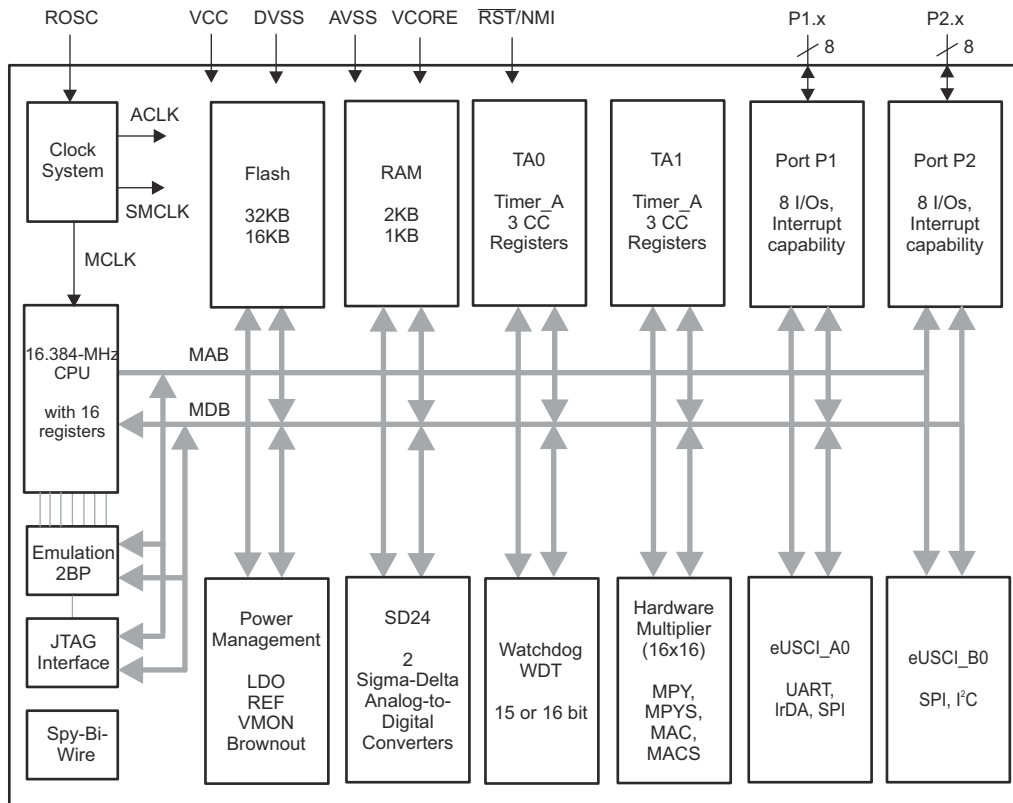 ROSC
VCC
DVSS
AVSS
VCORE
RST/NMI
P1.x
P2.x
8
8
Clock
System
ACLK
SMCLK
MCLK
Flash
32KB
16KB
RAM
2KB
1KB
TA0
Timer_A
3 CC
Registers
TA1
Timer_A
3 CC
Registers
Port P1
8 I/Os,
Interrupt
capability
Port P2
8 I/Os,
Interrupt
capability
16.384-MHz
CPU
with 16
registers
MAB
MDB
Emulation
2BP
JTAG
Interface
Spy-Bi-
Wire
Power
Management
LDO
REF
VMON
Brownout
SD24
2
Sigma-Delta
Analog-to-
Digital
Converters
Watchdog
WDT
15 or 16 bit
Hardware
Multiplier
(16x16)
MPY,
MPYS,
MAC,
MACS
eUSCI_A0
UART,
IrDA, SPI
eUSCI_B0
SPI, I²C